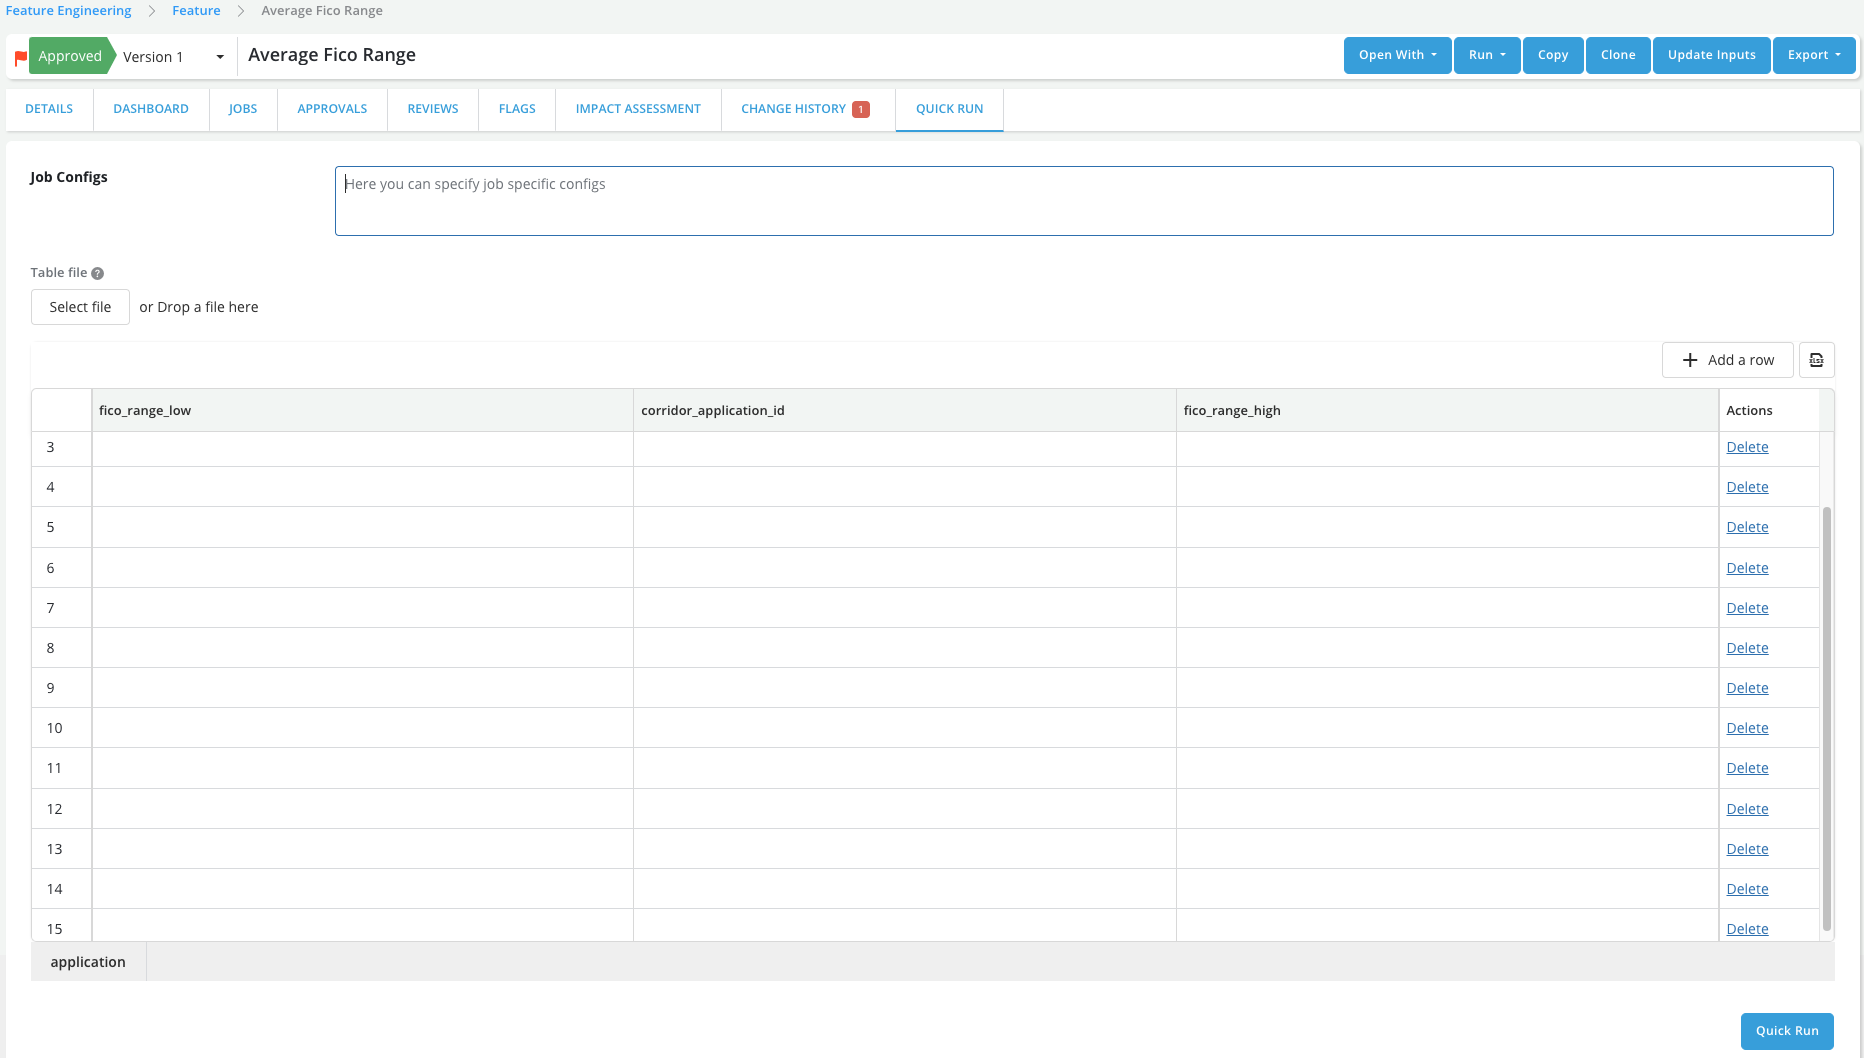 Feature Engineering > Feature > Average Fico Range
Approved Version 1 Average Fico Range Open With Run Copy Clone Update Inputs Export
DETAILS DASHBOARD JOBS APPROVALS REVIEWS FLAGS IMPACT ASSESSMENT CHANGE HISTORY 1 QUICK RUN
Job Configs Here you can specify job specific configs
Table file ?
Select file or Drop a file here
+ Add a row XLSX
fico_range_low corridor_application_id fico_range_high Actions
3 Delete
4 Delete
5 Delete
6 Delete
7 Delete
8 Delete
9 Delete
10 Delete
11 Delete
12 Delete
13 Delete
14 Delete
15 Delete
application
Quick Run